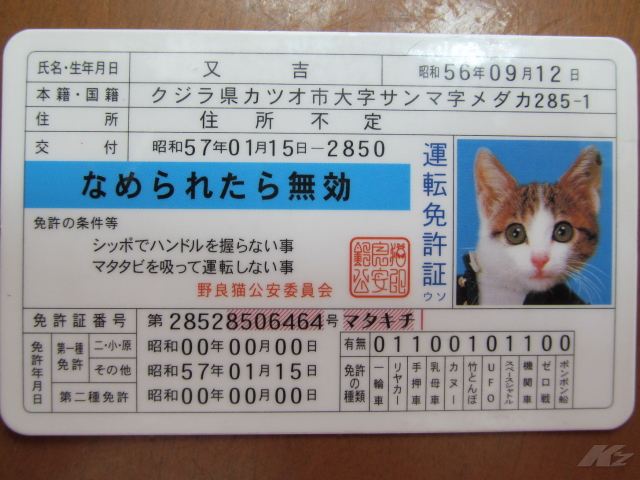 氏名・生年月日 又吉 昭和56年09月12日
本籍・国籍 クジラ県カツオ市大字サンマ字メダカ285-1
住所 住所不定
交付 昭和57年01月15日-2850
なめられたら無効
運転免許証
ウソ
免許の条件等
シッポでハンドルを握らない事
マタタビを吸って運転しない事
野良猫公安委員会
免許証番号 第28528506464号 マタキチ
免許年月日
第一種免許 二・小・原 昭和00年00月00日
その他 昭和57年01月15日
第二種免許 昭和00年00月00日
有無 01100101100
免許の種類 一輪車 リヤカー 手押車 乳母車 カヌー 竹とんぼ UFO スペースシャトル 機関車 ゼロ戦 ポンポン船
Kz